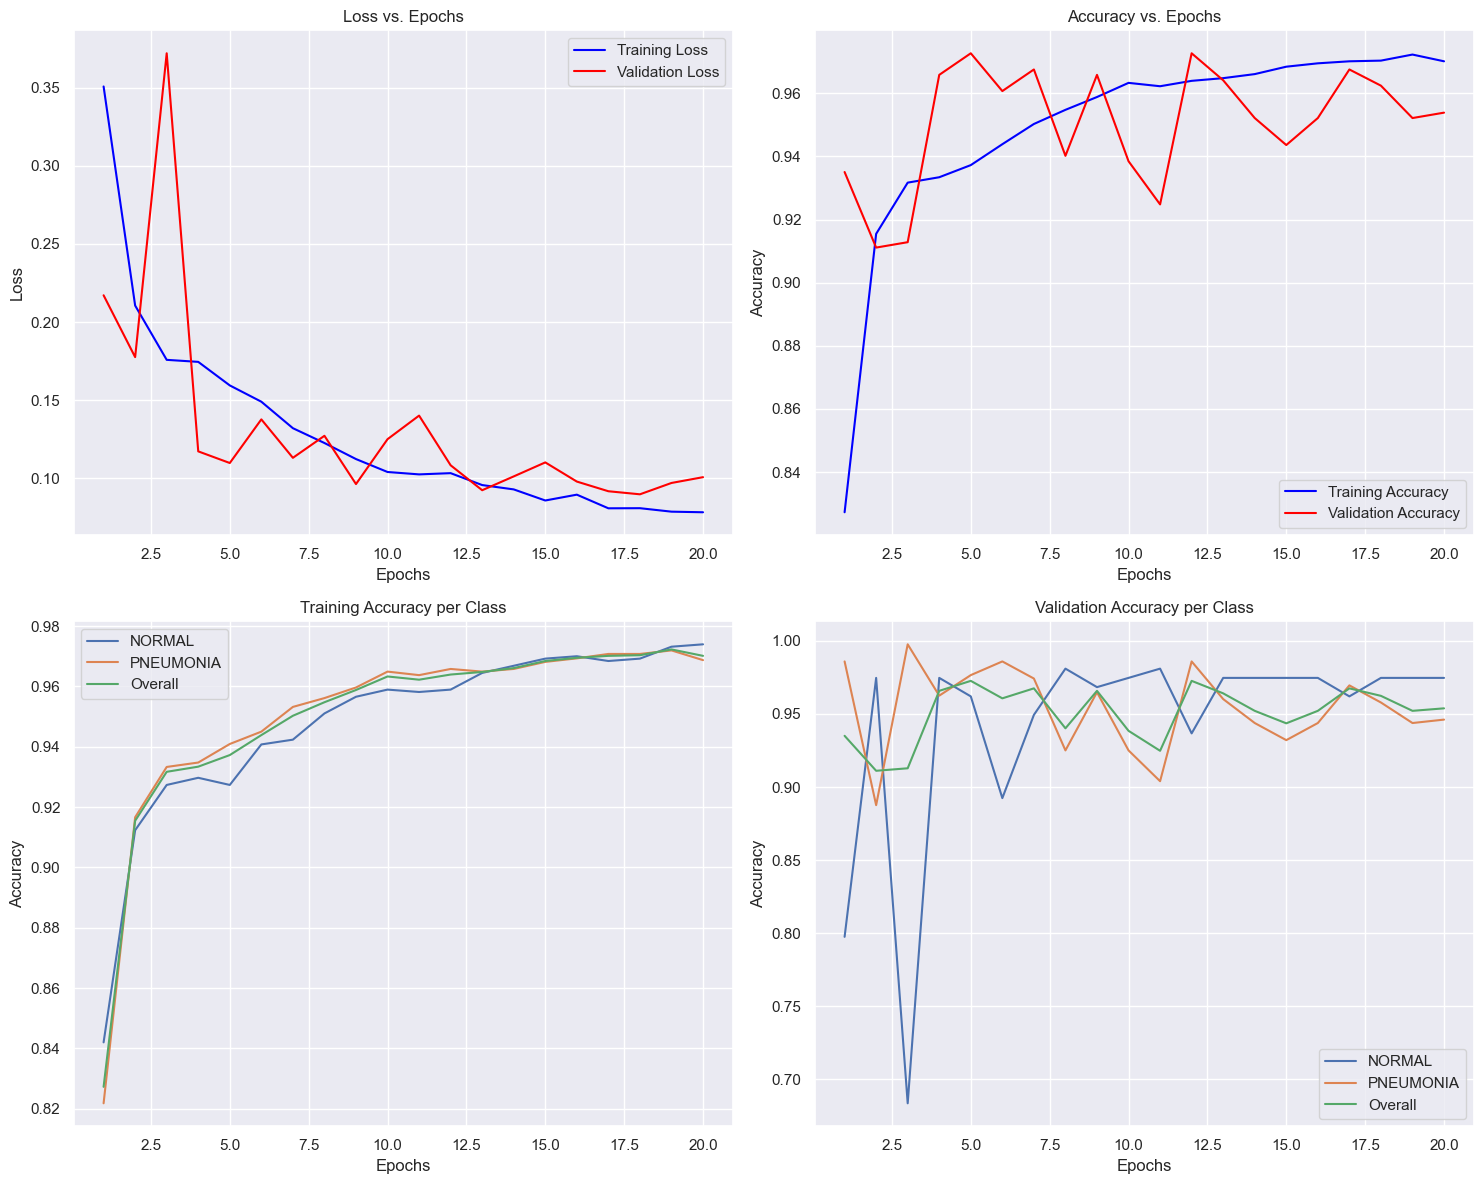 Loss vs. Epochs
Training Loss
Validation Loss
Loss
0.35
0.30
0.25
0.20
0.15
0.10
2.5 5.0 7.5 10.0 12.5 15.0 17.5 20.0
Epochs
Accuracy vs. Epochs
Training Accuracy
Validation Accuracy
Accuracy
0.96
0.94
0.92
0.90
0.88
0.86
0.84
2.5 5.0 7.5 10.0 12.5 15.0 17.5 20.0
Epochs
Training Accuracy per Class
NORMAL
PNEUMONIA
Overall
Accuracy
0.98
0.96
0.94
0.92
0.90
0.88
0.86
0.84
0.82
2.5 5.0 7.5 10.0 12.5 15.0 17.5 20.0
Epochs
Validation Accuracy per Class
NORMAL
PNEUMONIA
Overall
Accuracy
1.00
0.95
0.90
0.85
0.80
0.75
0.70
2.5 5.0 7.5 10.0 12.5 15.0 17.5 20.0
Epochs